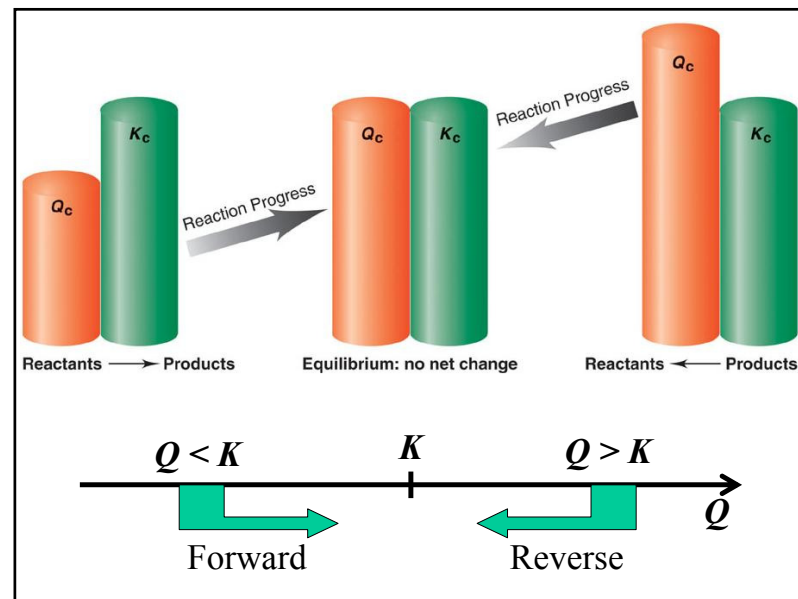 Qc
Kc
Reaction Progress
Qc
Kc
Reaction Progress
Qc
Kc
Reactants ⟶ Products
Equilibrium: no net change
Reactants ⟵ Products
Q < K
K
Q > K
Q
Forward
Reverse